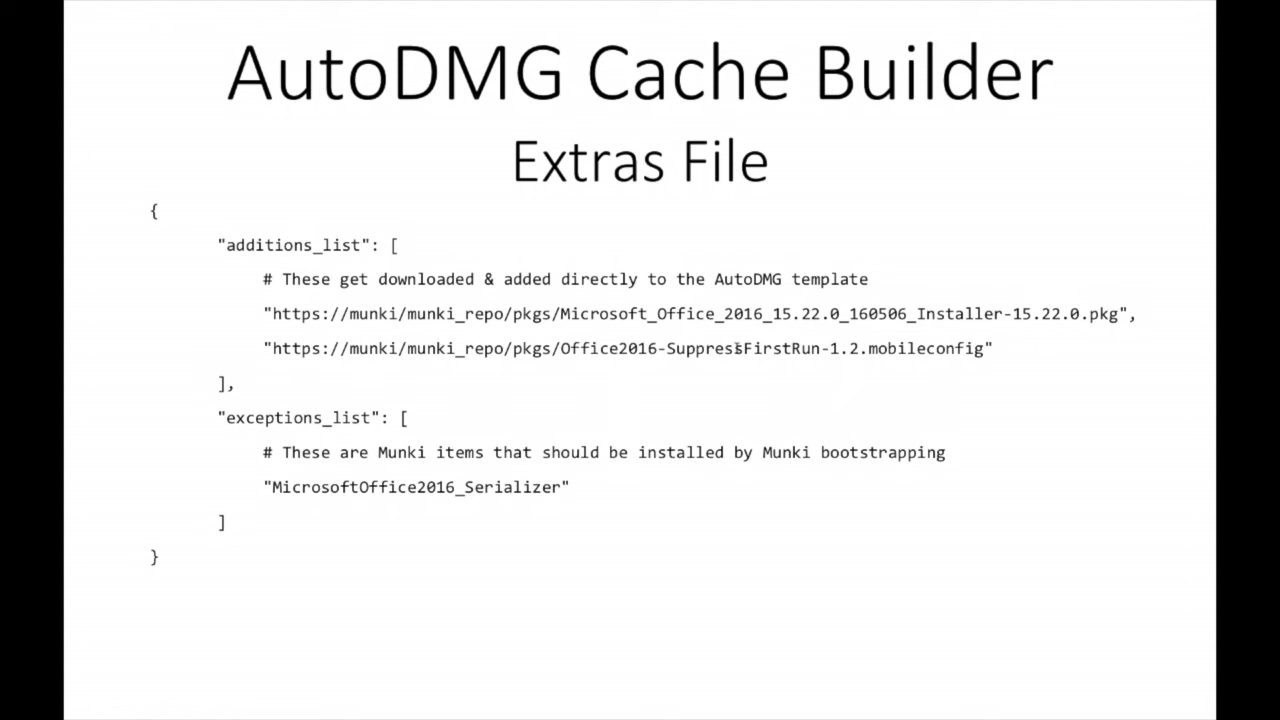 AutoDMG Cache Builder
Extras File
{
"additions_list": [
# These get downloaded & added directly to the AutoDMG template
"https://munki/munki_repo/pkgs/Microsoft_Office_2016_15.22.0_160506_Installer-15.22.0.pkg",
"https://munki/munki_repo/pkgs/Office2016-SuppressFirstRun-1.2.mobileconfig"
],
"exceptions_list": [
# These are Munki items that should be installed by Munki bootstrapping
"MicrosoftOffice2016_Serializer"
]
}